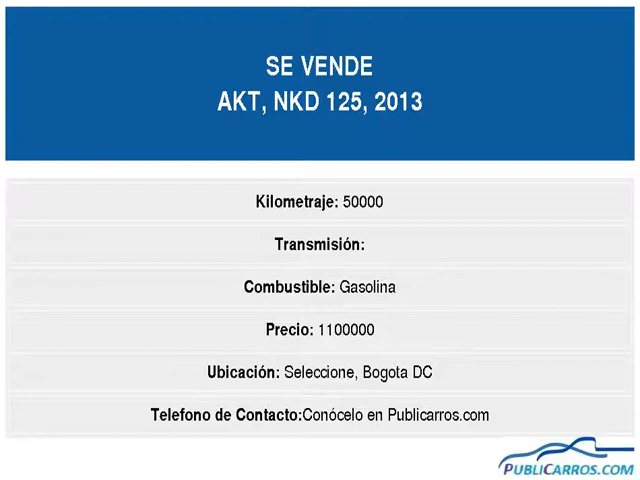 SE VENDE
AKT, NKD 125, 2013
Kilometraje: 50000
Transmisión:
Combustible: Gasolina
Precio: 1100000
Ubicación: Seleccione, Bogota DC
Telefono de Contacto:Conócelo en Publicarros.com
PUBLICARROS.COM